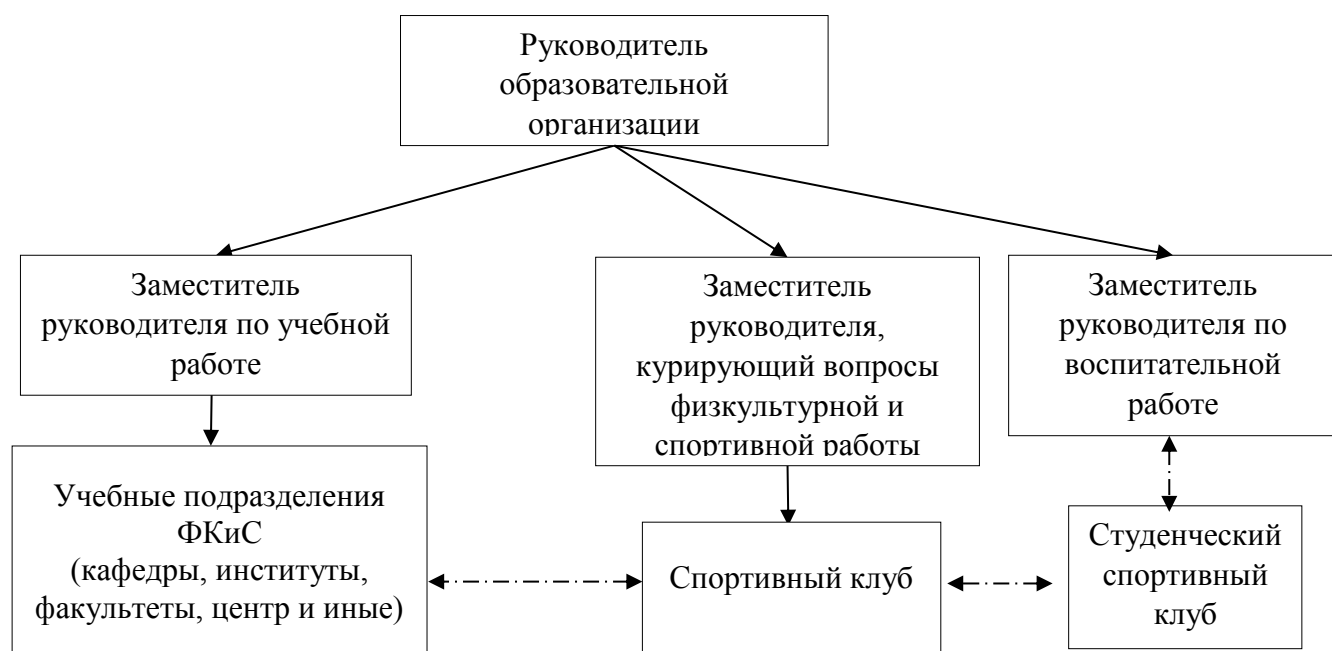 Руководитель
образовательной
организации
Заместитель
руководителя по учебной
работе
Заместитель
руководителя,
курирующий вопросы
физкультурной и
спортивной работы
Заместитель
руководителя по
воспитательной
работе
Учебные подразделения
ФКиС
(кафедры, институты,
факультеты, центр и иные)
Спортивный клуб
Студенческий
спортивный
клуб